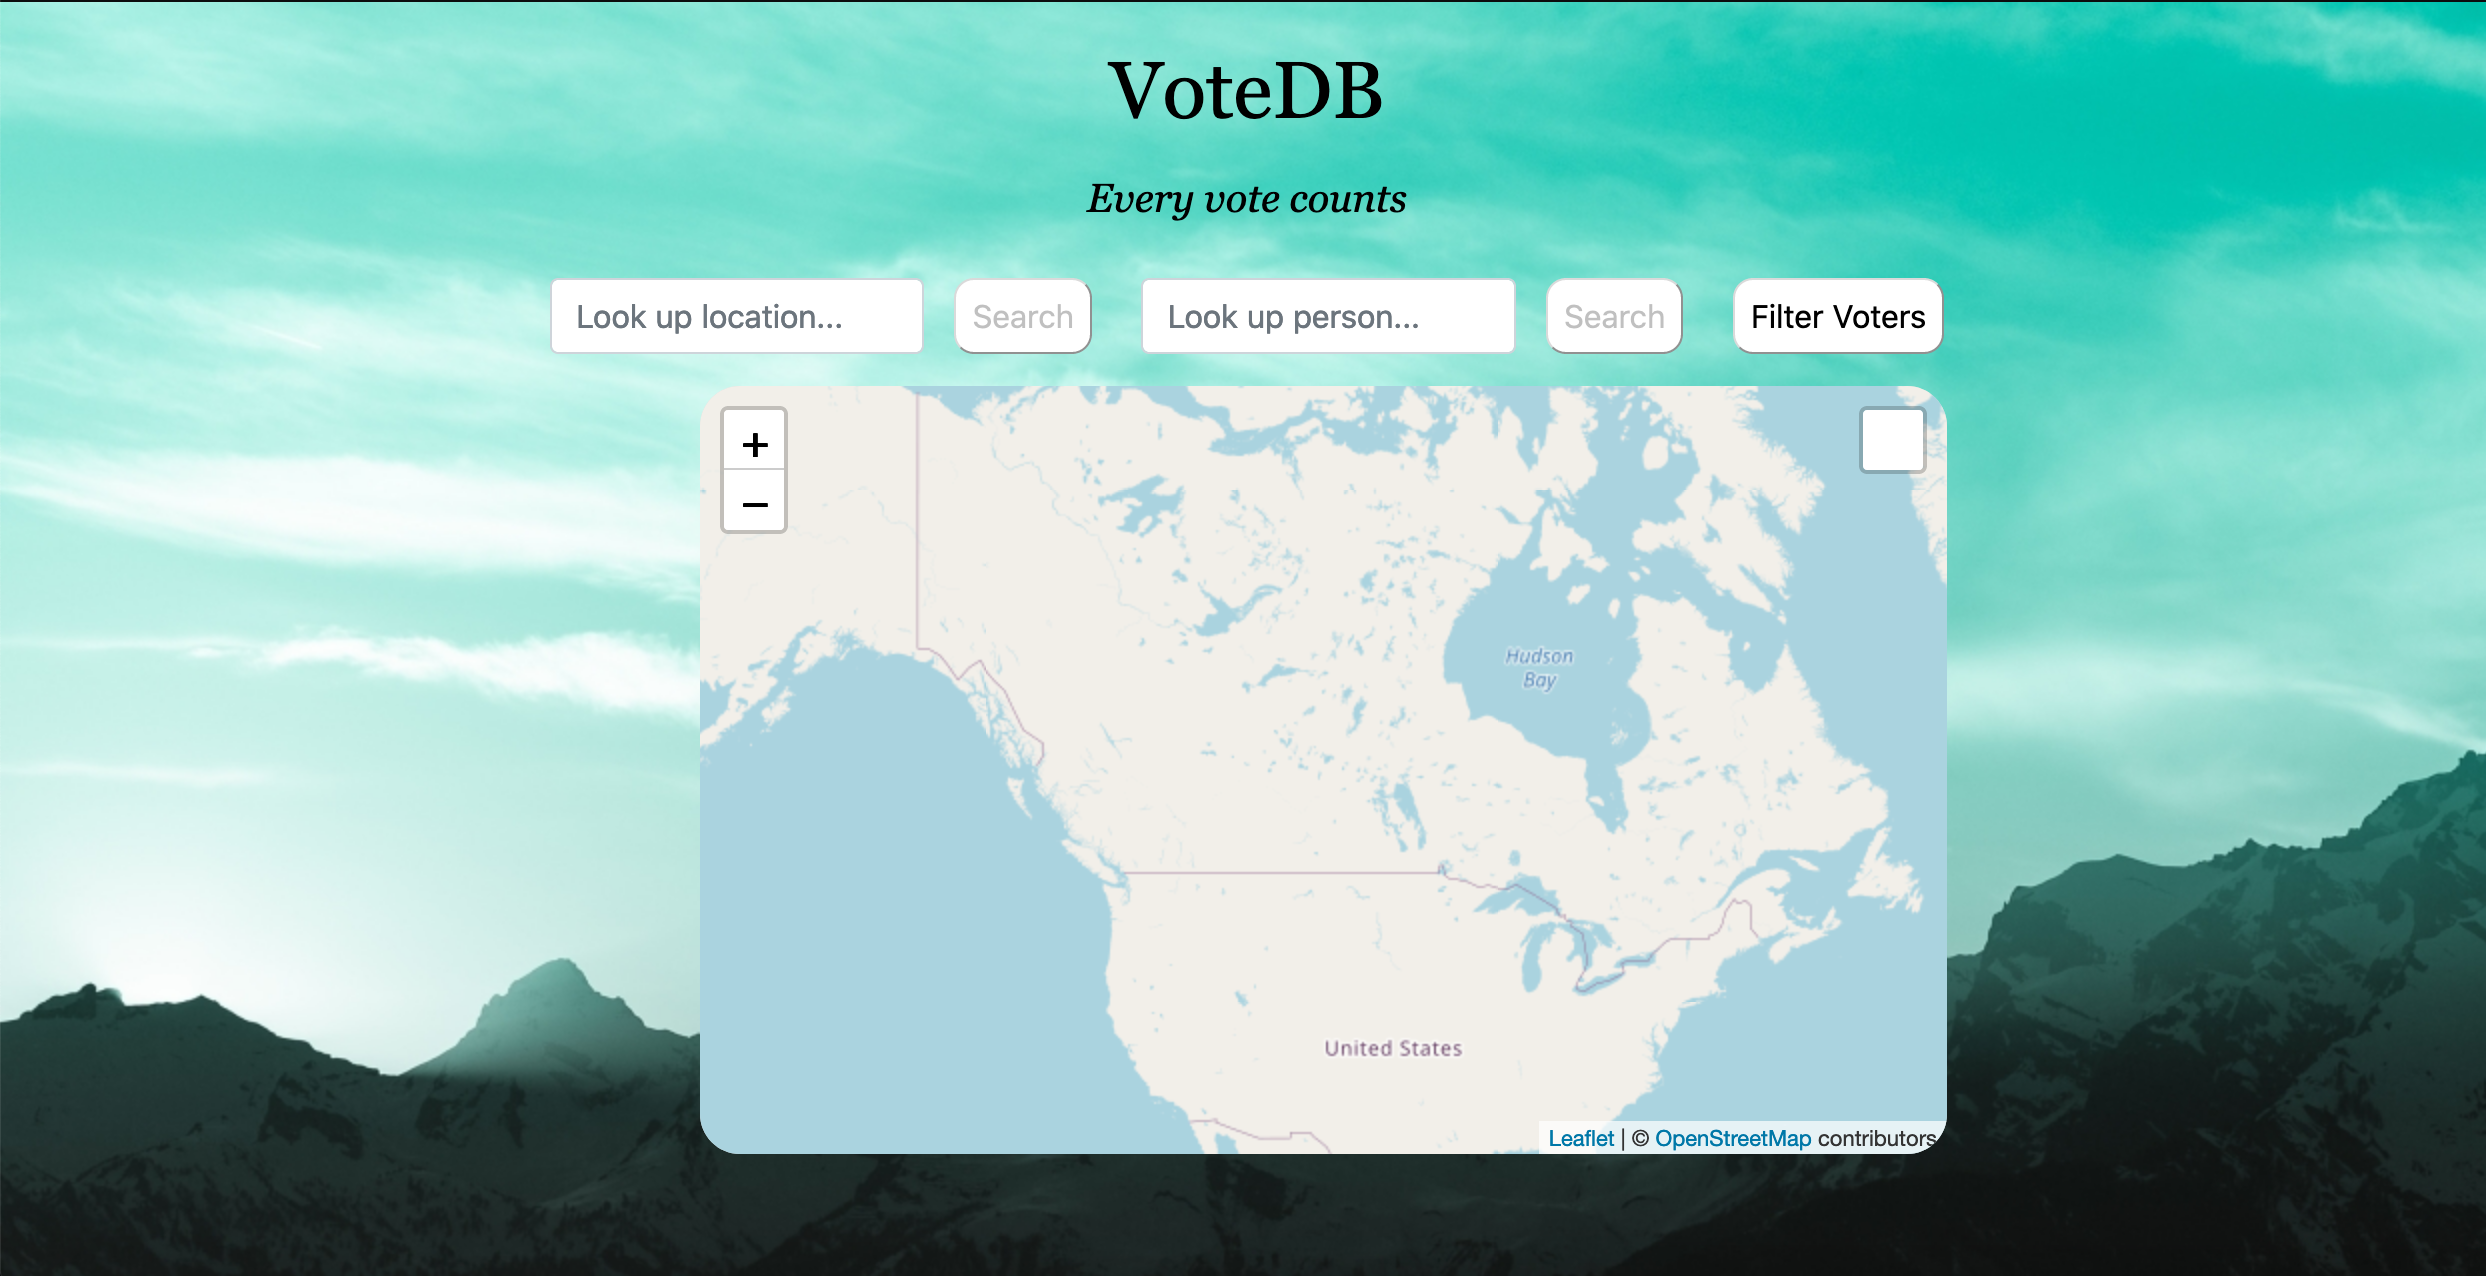 VoteDB
Every vote counts
Look up location...
Search
Look up person...
Search
Filter Voters
+
−
Hudson
Bay
United States
Leaflet | © OpenStreetMap contributors